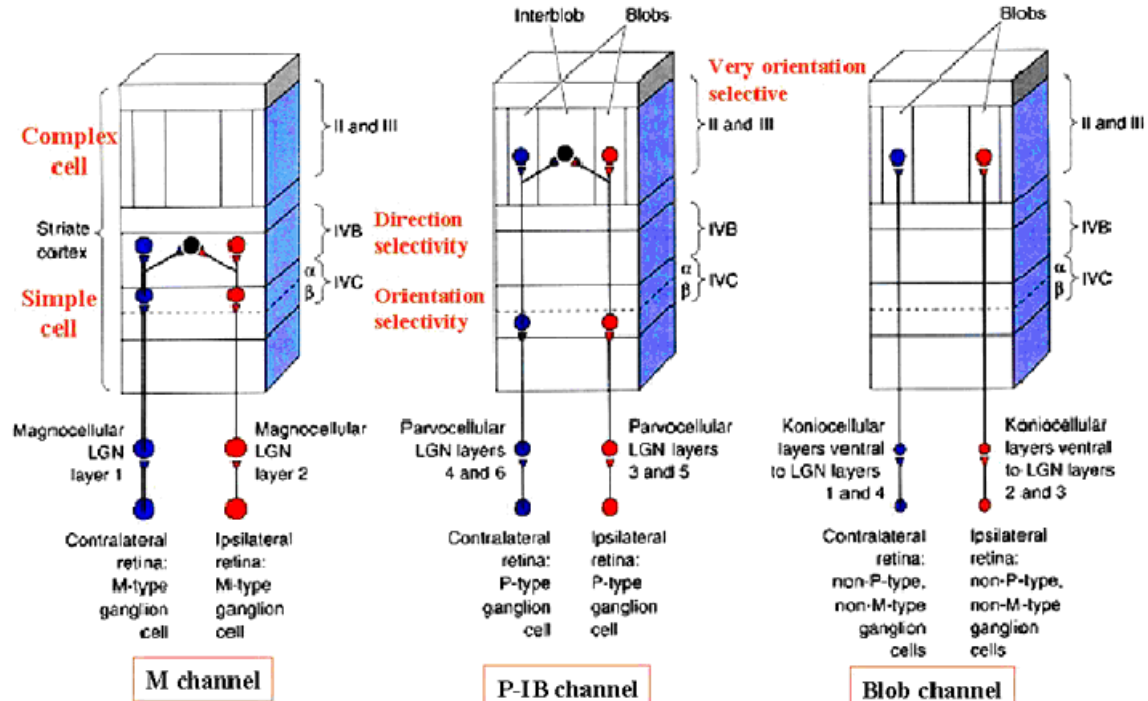 Interblob
Blobs
Blobs
Very orientation
selective
II and III
II and III
II and III
Complex
cell
Striate
cortex
Direction
selectivity
IVB
IVB
IVB
α
β
IVC
α
β
IVC
α
β
IVC
Simple
cell
Orientation
selectivity
Magnocellular
LGN
layer 1
Magnocellular
LGN
layer 2
Parvocellular
LGN layers
4 and 6
Parvocellular
LGN layers
3 and 5
Koniocellular
layers ventral
to LGN layers
1 and 4
Koniocellular
layers ventral
to LGN layers
2 and 3
Contralateral
retina:
M-type
ganglion
cell
Ipsilateral
retina:
M-type
ganglion
cell
Contralateral
retina:
P-type
ganglion
cell
Ipsilateral
retina:
P-type
ganglion
cell
Contralateral
retina:
non-P-type,
non-M-type
ganglion
cells
Ipsilateral
retina:
non-P-type,
non-M-type
ganglion
cells
M channel
P-IB channel
Blob channel